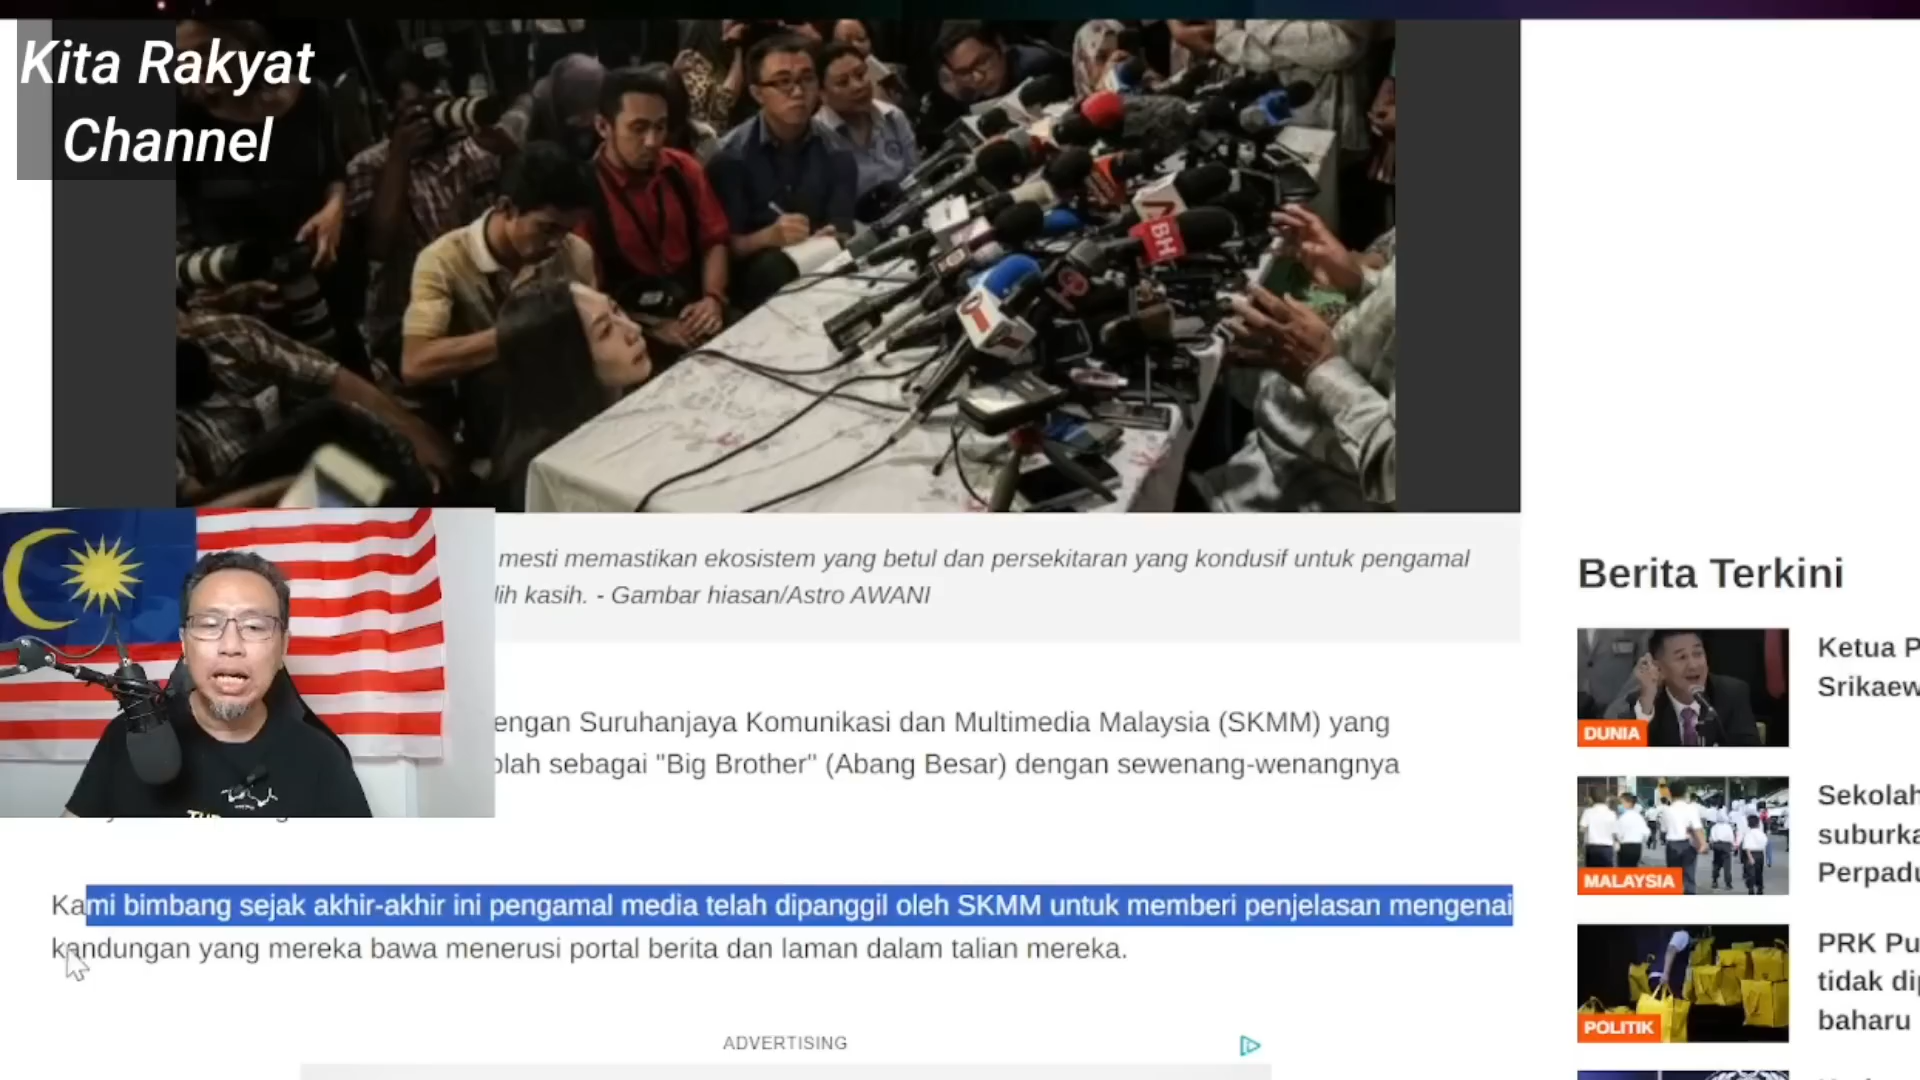 Kita Rakyat
Channel
mesti memastikan ekosistem yang betul dan persekitaran yang kondusif untuk pengamal
kasih. - Gambar hiasan/Astro AWANI
Suruhanjaya Komunikasi dan Multimedia Malaysia (SKMM) yang
sebagai "Big Brother" (Abang Besar) dengan sewenang-wenangnya
Kami bimbang sejak akhir-akhir ini pengamal media telah dipanggil oleh SKMM untuk memberi penjelasan mengenai
kandungan yang mereka bawa menerusi portal berita dan laman dalam talian mereka.
ADVERTISING
Berita Terkini
DUNIA
Ketua P
Srikaew
MALAYSIA
Sekolah
suburka
Perpadu
POLITIK
PRK Pu
tidak dip
baharu
BH